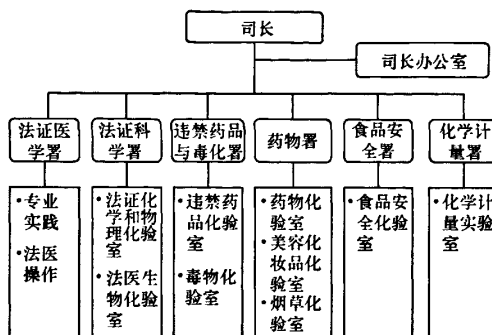 司长
司长办公室
法证医
学署
法证科
学署
违禁药品
与毒化署
药物署
食品安
全署
化学计
量署
·专业
实践
·法医
操作
·法证化
学和物
理化验
室
·法医生
物化验
室
·违禁药
品化验
室
·毒物化
验室
·药物化
验室
·美容化
妆品化
验室
·烟草化
验室
·食品安
全化验
室
·化学计
量实验
室